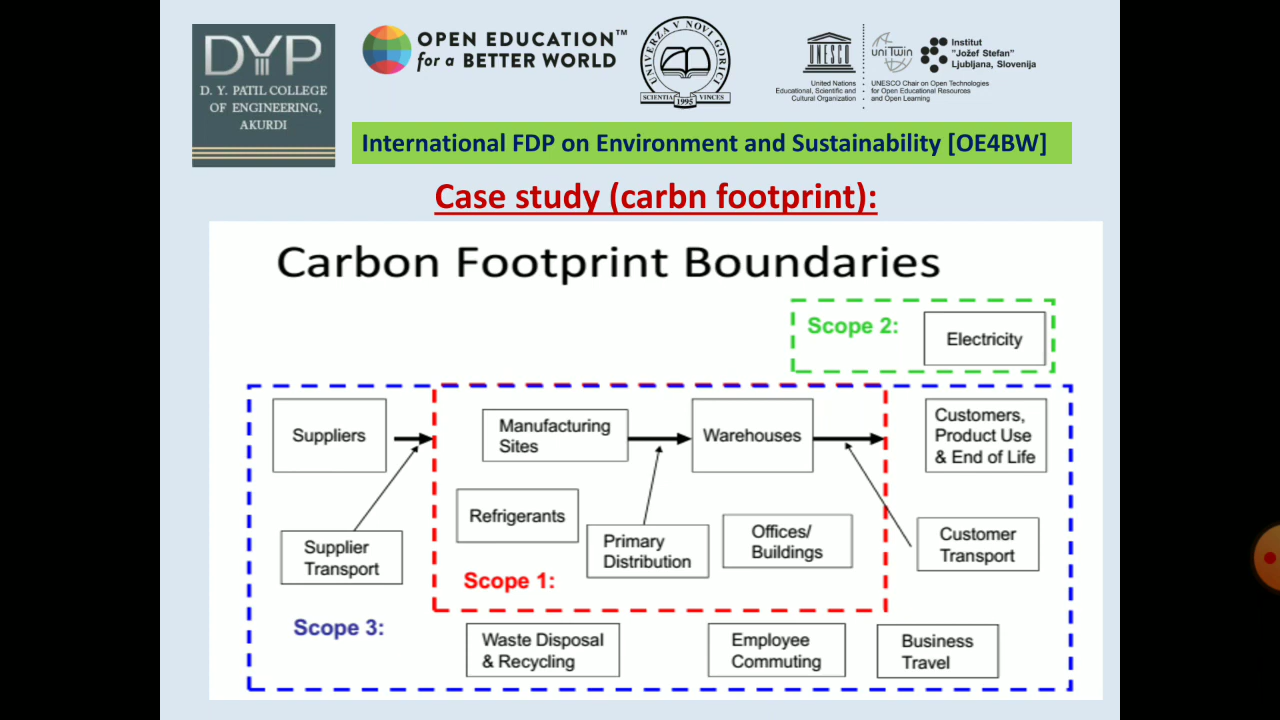 DYP
D. Y. PATIL COLLEGE
OF ENGINEERING,
AKURDI
OPEN EDUCATION™
for a BETTER WORLD
UNIVERZA V NOVI GORICI
SCIENTIA VINCES
1995
UNESCO
United Nations
Educational, Scientific and
Cultural Organization
uniTwin
Institut
"Jožef Stefan"
Ljubljana, Slovenija
UNESCO Chair on Open Technologies
for Open Educational Resources
and Open Learning
International FDP on Environment and Sustainability [OE4BW]
Case study (carbn footprint):
Carbon Footprint Boundaries
Scope 2:
Electricity
Suppliers
Manufacturing
Sites
Warehouses
Customers,
Product Use
& End of Life
Refrigerants
Primary
Distribution
Offices/
Buildings
Customer
Transport
Supplier
Transport
Scope 1:
Scope 3:
Waste Disposal
& Recycling
Employee
Commuting
Business
Travel